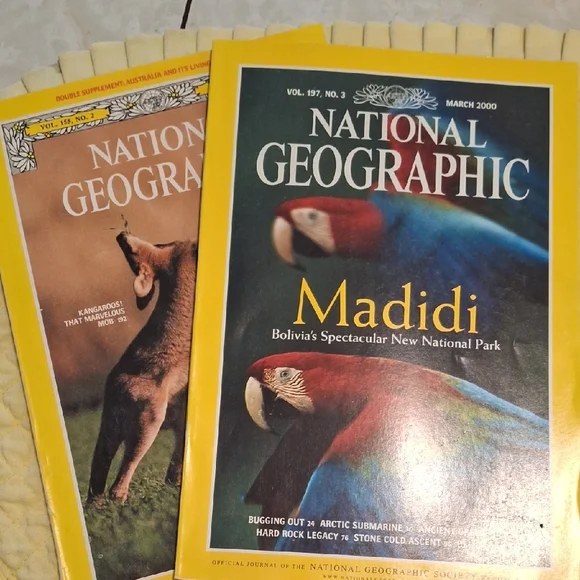 DOUBLE SUPPLEMENT: AUSTRALIA AND ITS LIVING
VOL. 158, NO. 2
NATION
GEOGRA
KANGAROOS!
THAT MARVELOUS
MOB 192
VOL. 197, NO. 3
MARCH 2000
NATIONAL
GEOGRAPHIC
Madidi
Bolivia's Spectacular New National Park
BUGGING OUT 24 ARCTIC SUBMARINE
HARD ROCK LEGACY 76 STONE COLD ASCENT
OFFICIAL JOURNAL OF THE NATIONAL GEOGRAPHIC SOCIETY